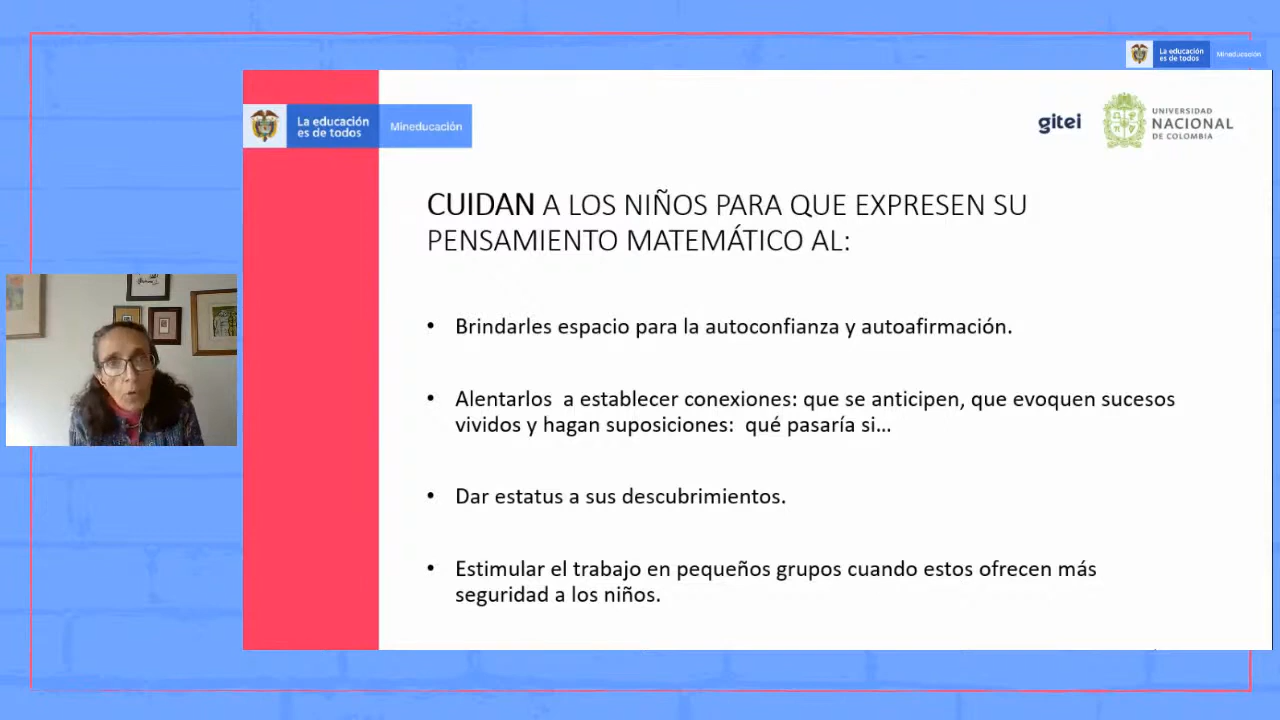 La educación
es de todos
Mineducación
La educación
es de todos
Mineducación
gitei
UNIVERSIDAD
NACIONAL
DE COLOMBIA
CUIDAN A LOS NIÑOS PARA QUE EXPRESEN SU
PENSAMIENTO MATEMÁTICO AL:
• Brindarles espacio para la autoconfianza y autoafirmación.
• Alentarlos a establecer conexiones: que se anticipen, que evoquen sucesos
vividos y hagan suposiciones: qué pasaría si...
• Dar estatus a sus descubrimientos.
• Estimular el trabajo en pequeños grupos cuando estos ofrecen más
seguridad a los niños.